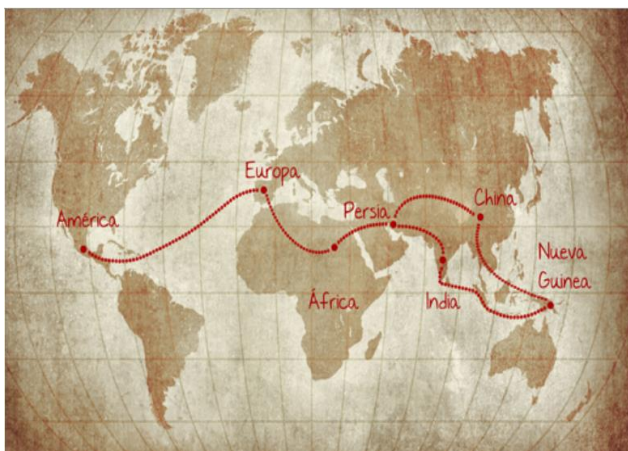 Europa
América
Persia
China
Nueva
Guinea
África
India